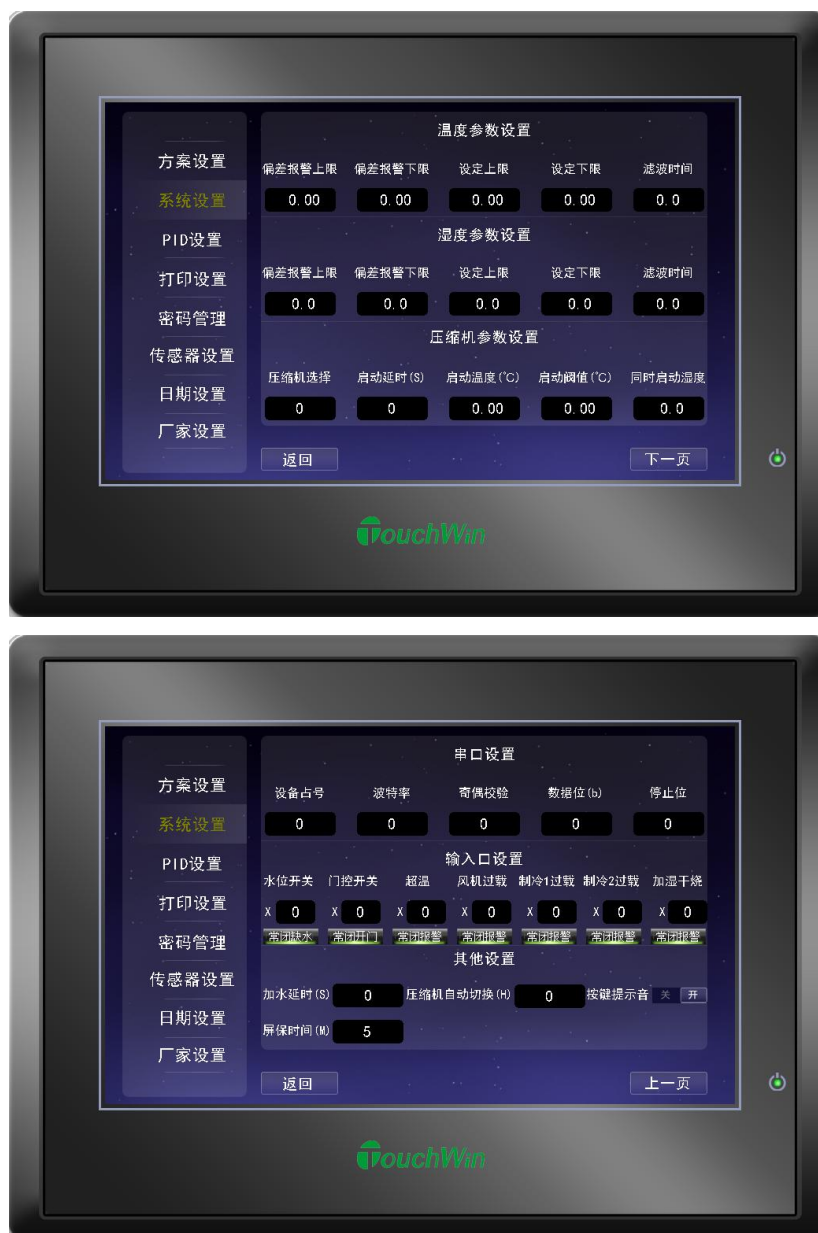 温度参数设置
方案设置
偏差报警上限 偏差报警下限 设定上限 设定下限 滤波时间
系统设置
0.00 0.00 0.00 0.00 0.0
PID设置
湿度参数设置
打印设置
偏差报警上限 偏差报警下限 设定上限 设定下限 滤波时间
0.0 0.0 0.0 0.0 0.0
密码管理
压缩机参数设置
传感器设置
压缩机选择 启动延时(S) 启动温度(℃) 启动阈值(℃) 同时启动湿度
日期设置
0 0 0.00 0.00 0.0
厂家设置
返回 下一页
TouchWin
串口设置
方案设置
设备占号 波特率 奇偶校验 数据位(b) 停止位
系统设置
0 0 0 0 0
PID设置
输入口设置
水位开关 门控开关 超温 风机过载 制冷1过载 制冷2过载 加湿干烧
打印设置
X 0 X 0 X 0 X 0 X 0 X 0 X 0
密码管理
常闭缺水 常闭开门 常闭报警 常闭报警 常闭报警 常闭报警 常闭报警
其他设置
传感器设置
加水延时(S) 0 压缩机自动切换(H) 0 按键提示音 关 开
日期设置
屏保时间(M) 5
厂家设置
返回 上一页
TouchWin